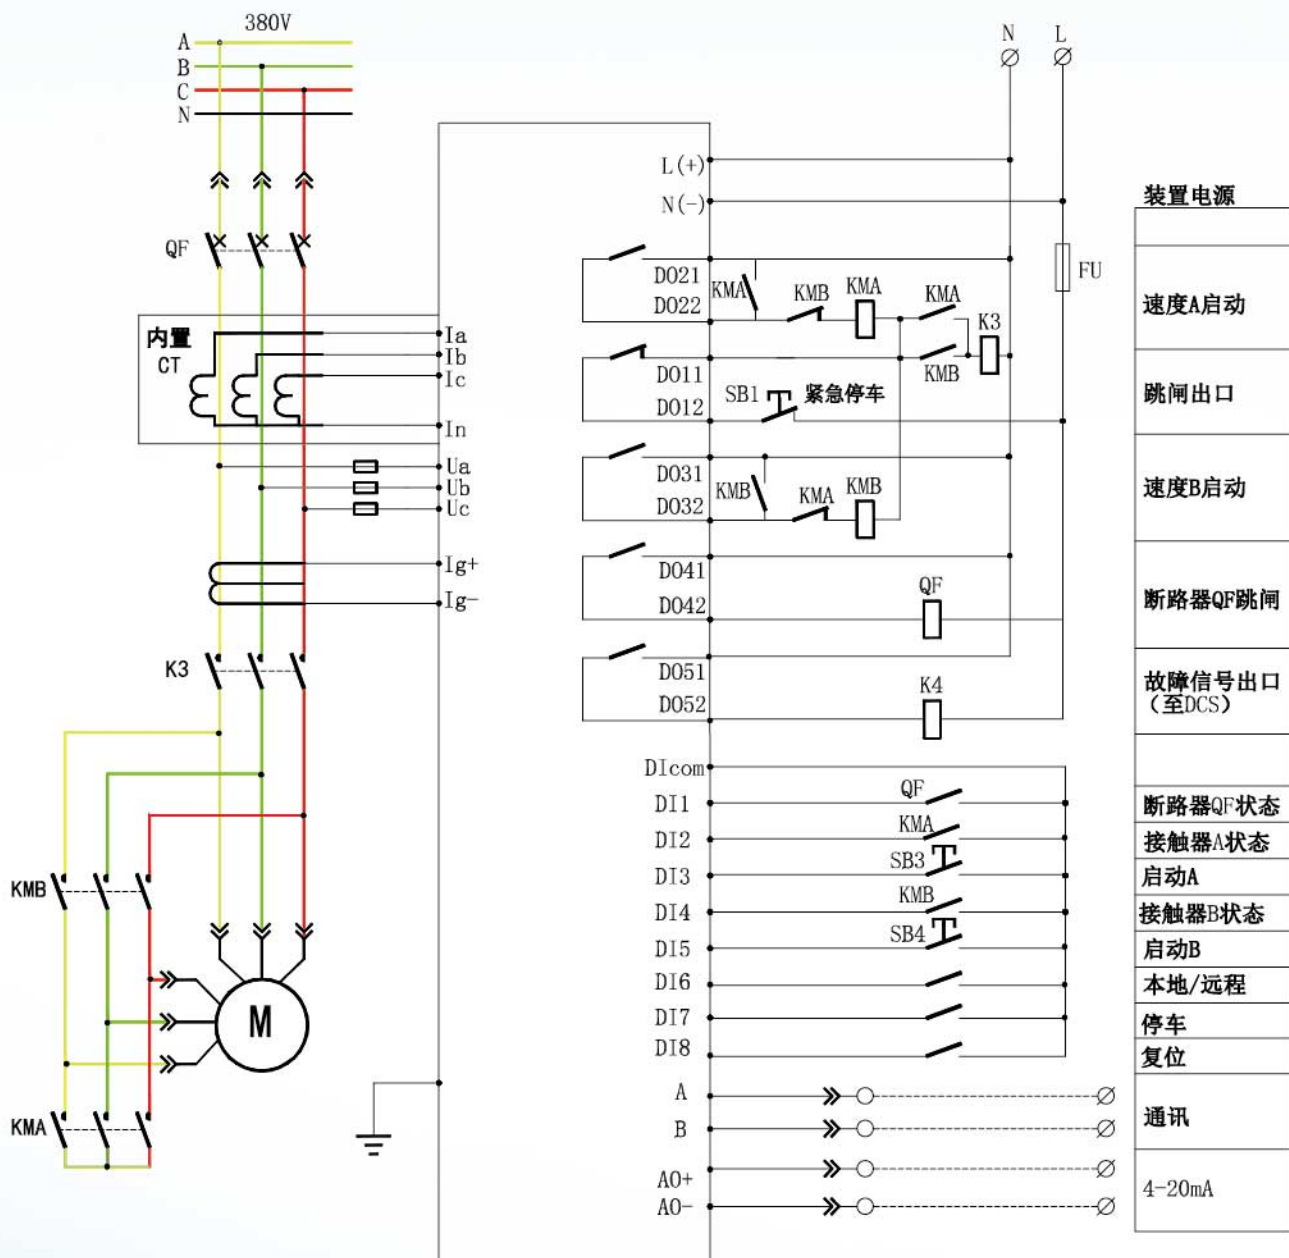 380V
A
B
C
N
QF
内置
CT
Ia
Ib
Ic
In
Ua
Ub
Uc
Ig+
Ig-
K3
KMB
M
KMA
N
L
L(+)
N(-)
FU
DO21
DO22
KMA
KMB
KMA
KMA
K3
KMB
DO11
DO12
SB1
紧急停车
DO31
DO32
KMB
KMA
KMB
DO41
DO42
QF
DO51
DO52
K4
DIcom
DI1
QF
DI2
KMA
DI3
SB3
DI4
KMB
DI5
SB4
DI6
DI7
DI8
A
B
AO+
AO-
装置电源
速度A启动
跳闸出口
速度B启动
断路器QF跳闸
故障信号出口
（至DCS）
断路器QF状态
接触器A状态
启动A
接触器B状态
启动B
本地/远程
停车
复位
通讯
4-20mA